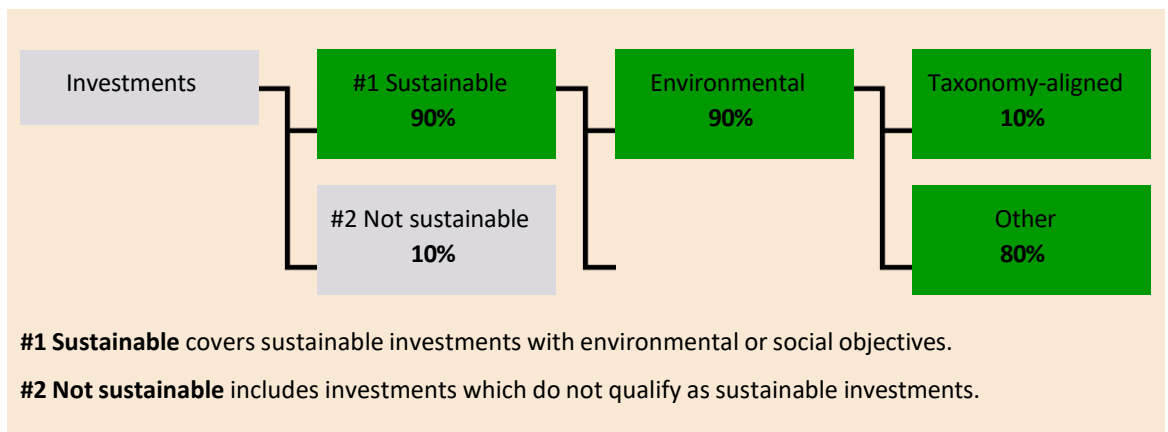 Investments
#1 Sustainable
90%
Environmental
90%
Taxonomy-aligned
10%
#2 Not sustainable
10%
Other
80%
#1 Sustainable covers sustainable investments with environmental or social objectives.
#2 Not sustainable includes investments which do not qualify as sustainable investments.